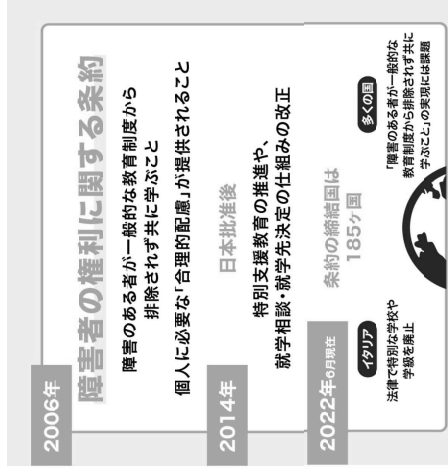 2006年
障害者の権利に関する条約
障害のある者が一般的な教育制度から
排除されず共に学ぶこと
個人に必要な「合理的配慮」が提供されること
2014年
日本批准後
特別支援教育の推進や、
就学相談・就学先決定の仕組みの改正
2022年6月現在
条約の締結国は
185ヶ国
イタリア
法律で特別な学校や
学級を廃止
多くの国
「障害のある者が一般的な
教育制度から排除されず共に
学ぶこと」の実現には課題